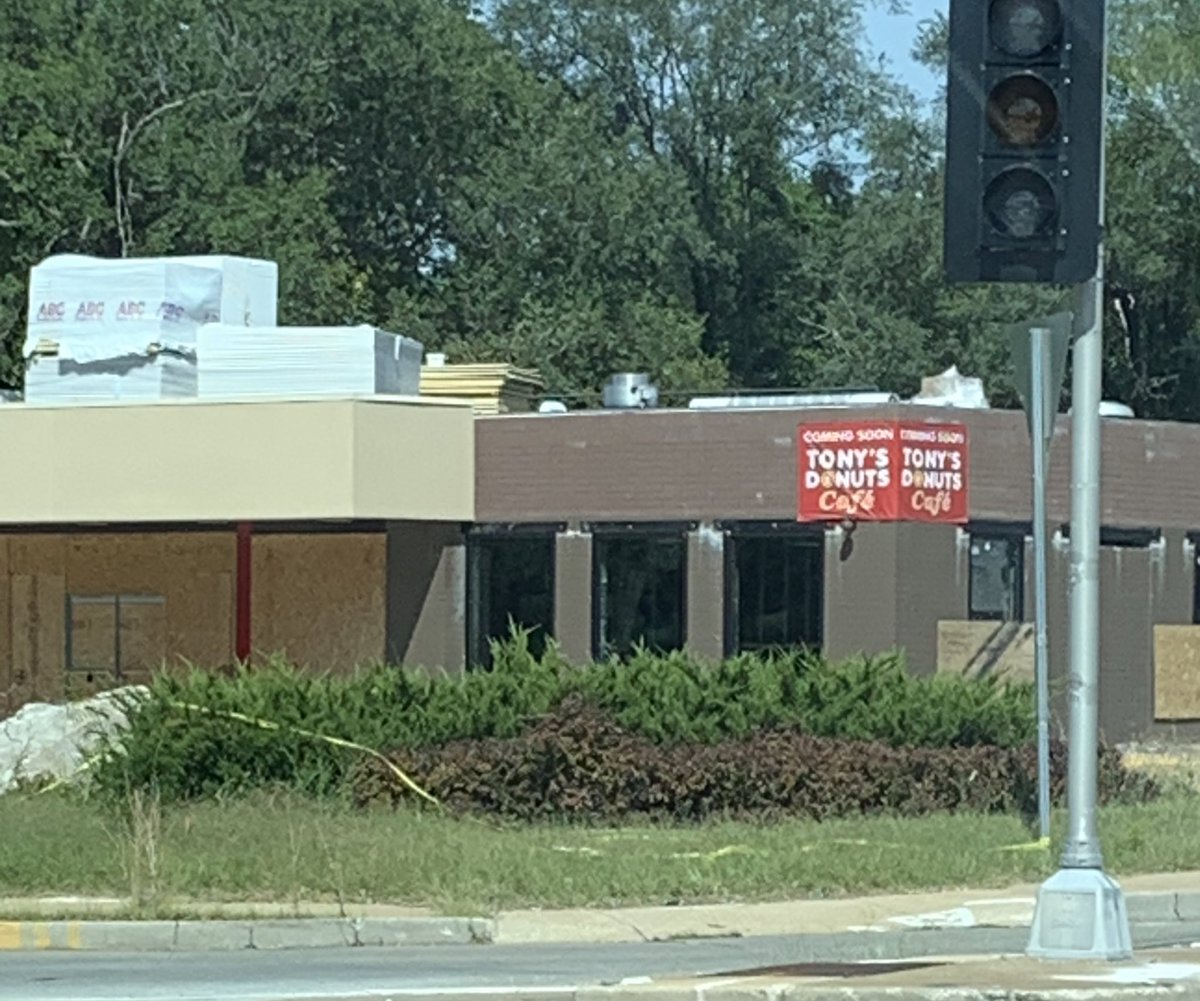 ABC ABC ABC ABC
COMING SOON
TONY'S
DONUTS
Café
COMING SOON
TONY'S
DONUTS
Café